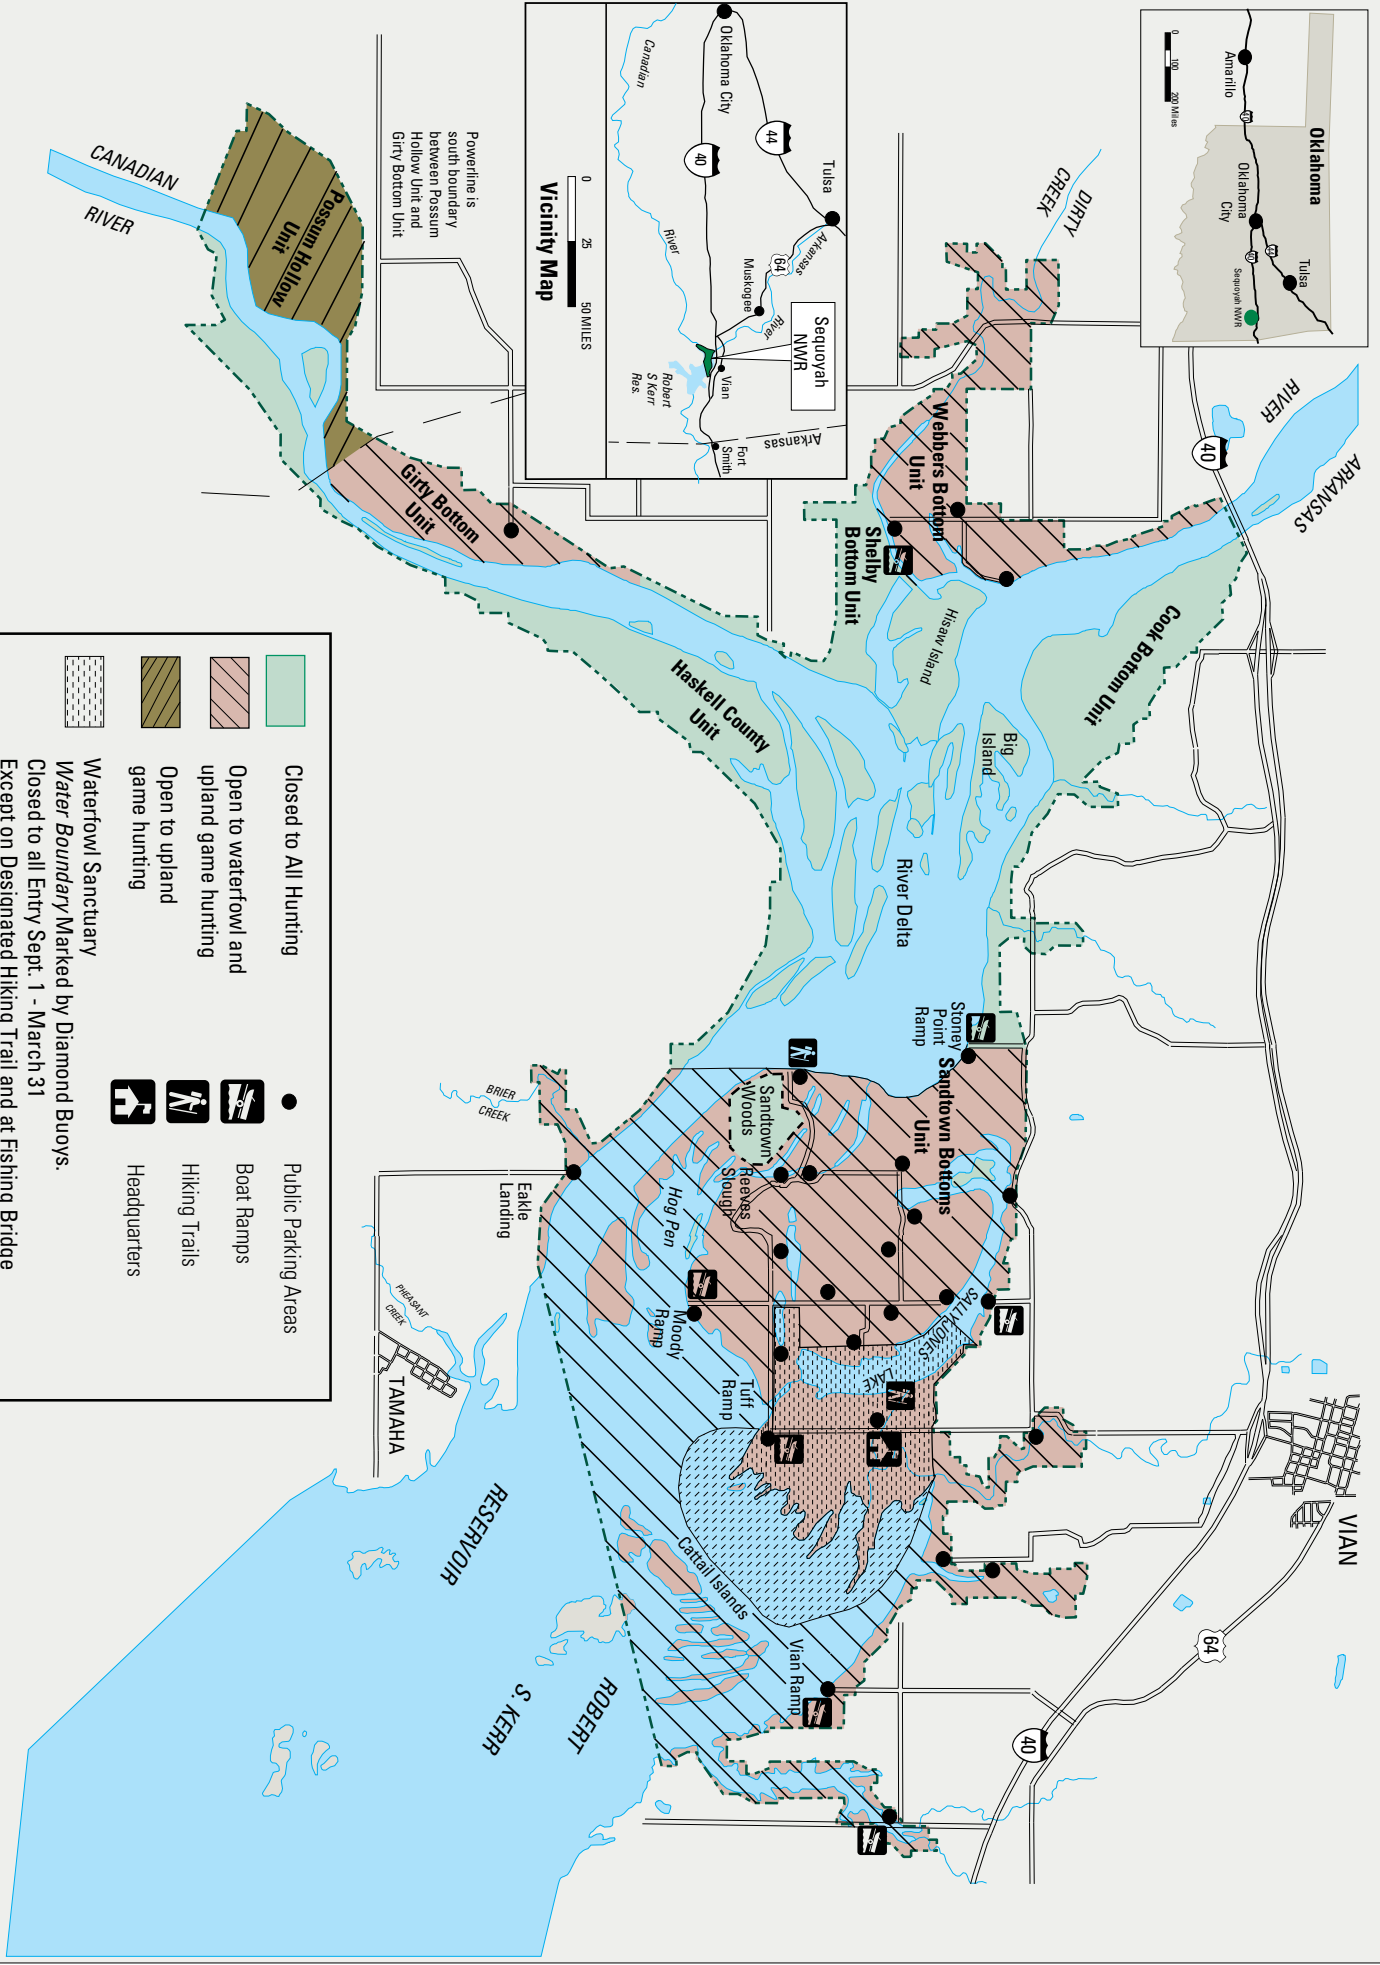 Oklahoma
Amarillo
40
Oklahoma
City
44
40
Tulsa
Sequoyah NWR
0 100 200 Miles
Oklahoma City
44
40
Tulsa
Arkansas
River
64
Muskogee
Canadian
River
Sequoyah
NWR
Vian
Robert
S Kerr
Res.
Arkansas
Fort
Smith
Vicinity Map
0 25 50 MILES
Powerline is
south boundary
between Possum
Hollow Unit and
Girty Bottom Unit
DIRTY
CREEK
RIVER
ARKANSAS
40
Webbers Bottom
Unit
Shelby
Bottom Unit
Cook Bottom Unit
Hisaw Island
Big
Island
CANADIAN
RIVER
Possum Hollow
Unit
Girty Bottom
Unit
Haskell County
Unit
River Delta
Stoney
Point
Ramp
Sandtown Bottoms
Unit
Sandtown
Woods
Reeves
Slough
Hog Pen
BRIER
CREEK
Eakle
Landing
Moody
Ramp
SALLY JONES
LAKE
Tuff
Ramp
PHEASANT
CREEK
TAMAHA
VIAN
64
40
Cattail Islands
Vian Ramp
RESERVOIR
ROBERT
S. KERR
Closed to All Hunting
Open to waterfowl and
upland game hunting
Open to upland
game hunting
Waterfowl Sanctuary
Water Boundary Marked by Diamond Buoys.
Closed to all Entry Sept. 1 - March 31
Except on Designated Hiking Trail and at Fishing Bridge
Public Parking Areas
Boat Ramps
Hiking Trails
Headquarters